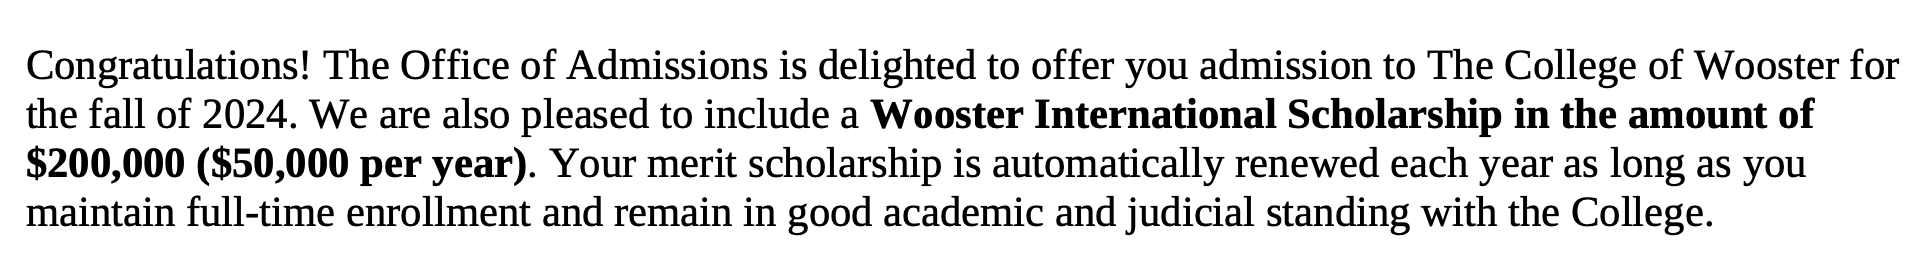 Congratulations! The Office of Admissions is delighted to offer you admission to The College of Wooster for
the fall of 2024. We are also pleased to include a Wooster International Scholarship in the amount of
$200,000 ($50,000 per year). Your merit scholarship is automatically renewed each year as long as you
maintain full-time enrollment and remain in good academic and judicial standing with the College.